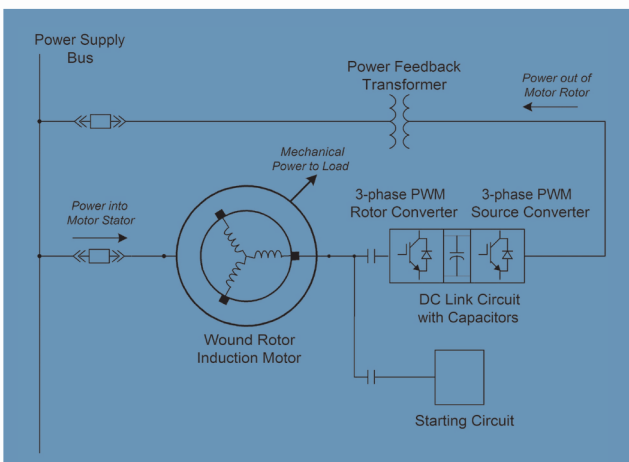 Power Supply
Bus
Power Feedback
Transformer
Power out of
Motor Rotor
Mechanical
Power to Load
Power into
Motor Stator
3-phase PWM
Rotor Converter
3-phase PWM
Source Converter
DC Link Circuit
with Capacitors
Wound Rotor
Induction Motor
Starting Circuit